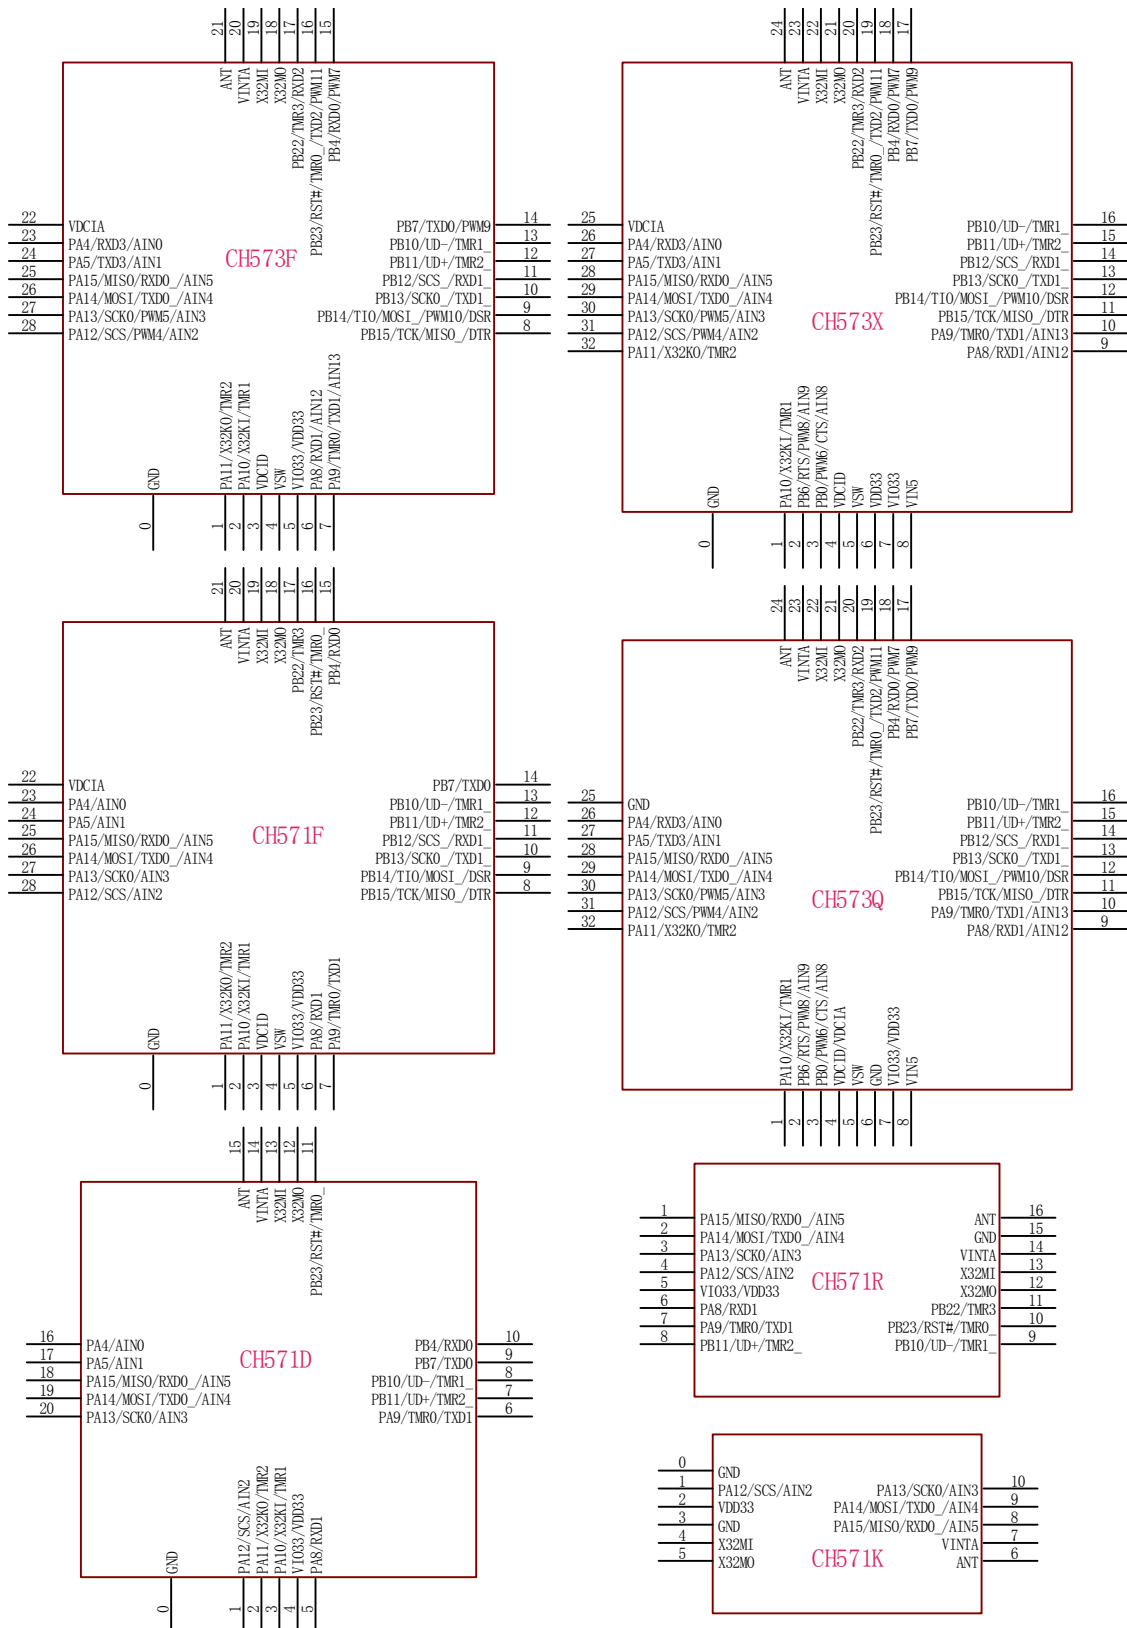 21 20 19 18 17 16 15
ANT
VINTA
X32MI
X32MO
PB22/TMR3/RXD2
PB23/RST#/TMR0_/TXD2/PWM11
PB4/RXD0/PWM7
22 VDCIA
23 PA4/RXD3/AIN0
24 PA5/TXD3/AIN1
25 PA15/MISO/RXD0_/AIN5
26 PA14/MOSI/TXD0_/AIN4
27 PA13/SCK0/PWM5/AIN3
28 PA12/SCS/PWM4/AIN2
CH573F
PB7/TXD0/PWM9 14
PB10/UD-/TMR1_ 13
PB11/UD+/TMR2_ 12
PB12/SCS_/RXD1_ 11
PB13/SCK0_/TXD1_ 10
PB14/TIO/MOSI_/PWM10/DSR 9
PB15/TCK/MISO_/DTR 8
GND
PA11/X32KO/TMR2
PA10/X32KI/TMR1
VDCID
VSW
VIO33/VDD33
PA8/RXD1/AIN12
PA9/TMR0/TXD1/AIN13
0 1 2 3 4 5 6 7
24 23 22 21 20 19 18 17
ANT
VINTA
X32MI
X32MO
PB22/TMR3/RXD2
PB23/RST#/TMR0_/TXD2/PWM11
PB4/RXD0/PWM7
PB7/TXD0/PWM9
25 VDCIA
26 PA4/RXD3/AIN0
27 PA5/TXD3/AIN1
28 PA15/MISO/RXD0_/AIN5
29 PA14/MOSI/TXD0_/AIN4
30 PA13/SCK0/PWM5/AIN3
31 PA12/SCS/PWM4/AIN2
32 PA11/X32KO/TMR2
CH573X
PB10/UD-/TMR1_ 16
PB11/UD+/TMR2_ 15
PB12/SCS_/RXD1_ 14
PB13/SCK0_/TXD1_ 13
PB14/TIO/MOSI_/PWM10/DSR 12
PB15/TCK/MISO_/DTR 11
PA9/TMR0/TXD1/AIN13 10
PA8/RXD1/AIN12 9
GND
PA10/X32KI/TMR1
PB6/RTS/PWM8/AIN9
PB0/PWM6/CTS/AIN8
VDCID
VSW
VDD33
VIO33
VIN5
0 1 2 3 4 5 6 7 8
21 20 19 18 17 16 15
ANT
VINTA
X32MI
X32MO
PB22/TMR3
PB23/RST#/TMR0_
PB4/RXD0
22 VDCIA
23 PA4/AIN0
24 PA5/AIN1
25 PA15/MISO/RXD0_/AIN5
26 PA14/MOSI/TXD0_/AIN4
27 PA13/SCK0/AIN3
28 PA12/SCS/AIN2
CH571F
PB7/TXD0 14
PB10/UD-/TMR1_ 13
PB11/UD+/TMR2_ 12
PB12/SCS_/RXD1_ 11
PB13/SCK0_/TXD1_ 10
PB14/TIO/MOSI_/DSR 9
PB15/TCK/MISO_/DTR 8
GND
PA11/X32KO/TMR2
PA10/X32KI/TMR1
VDCID
VSW
VIO33/VDD33
PA8/RXD1
PA9/TMR0/TXD1
0 1 2 3 4 5 6 7
24 23 22 21 20 19 18 17
ANT
VINTA
X32MI
X32MO
PB22/TMR3/RXD2
PB23/RST#/TMR0_/TXD2/PWM11
PB4/RXD0/PWM7
PB7/TXD0/PWM9
25 GND
26 PA4/RXD3/AIN0
27 PA5/TXD3/AIN1
28 PA15/MISO/RXD0_/AIN5
29 PA14/MOSI/TXD0_/AIN4
30 PA13/SCK0/PWM5/AIN3
31 PA12/SCS/PWM4/AIN2
32 PA11/X32KO/TMR2
CH573Q
PB10/UD-/TMR1_ 16
PB11/UD+/TMR2_ 15
PB12/SCS_/RXD1_ 14
PB13/SCK0_/TXD1_ 13
PB14/TIO/MOSI_/PWM10/DSR 12
PB15/TCK/MISO_/DTR 11
PA9/TMR0/TXD1/AIN13 10
PA8/RXD1/AIN12 9
PA10/X32KI/TMR1
PB6/RTS/PWM8/AIN9
PB0/PWM6/CTS/AIN8
VDCID/VDCIA
VSW
GND
VIO33/VDD33
VIN5
1 2 3 4 5 6 7 8
15 14 13 12 11
ANT
VINTA
X32MI
X32MO
PB23/RST#/TMR0_
16 PA4/AIN0
17 PA5/AIN1
18 PA15/MISO/RXD0_/AIN5
19 PA14/MOSI/TXD0_/AIN4
20 PA13/SCK0/AIN3
CH571D
PB4/RXD0 10
PB7/TXD0 9
PB10/UD-/TMR1_ 8
PB11/UD+/TMR2_ 7
PA9/TMR0/TXD1 6
GND
PA12/SCS/AIN2
PA11/X32KO/TMR2
PA10/X32KI/TMR1
VIO33/VDD33
PA8/RXD1
0 1 2 3 4 5
1 PA15/MISO/RXD0_/AIN5
2 PA14/MOSI/TXD0_/AIN4
3 PA13/SCK0/AIN3
4 PA12/SCS/AIN2
5 VIO33/VDD33
6 PA8/RXD1
7 PA9/TMR0/TXD1
8 PB11/UD+/TMR2_
CH571R
ANT 16
GND 15
VINTA 14
X32MI 13
X32MO 12
PB22/TMR3 11
PB23/RST#/TMR0_ 10
PB10/UD-/TMR1_ 9
0 GND
1 PA12/SCS/AIN2
2 VDD33
3 GND
4 X32MI
5 X32MO
CH571K
PA13/SCK0/AIN3 10
PA14/MOSI/TXD0_/AIN4 9
PA15/MISO/RXD0_/AIN5 8
VINTA 7
ANT 6